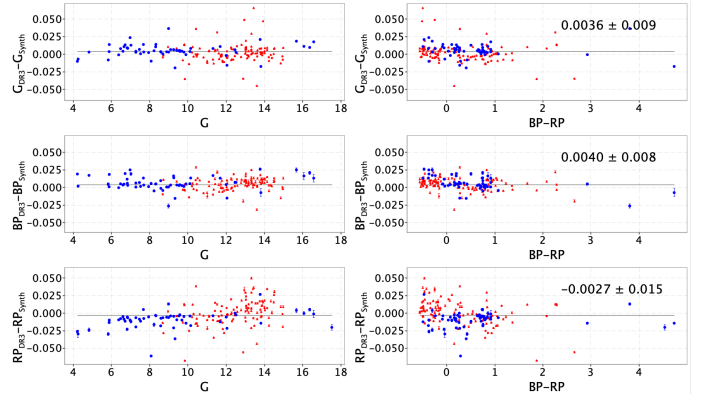 0.050
0.025
0.000
−0.025
−0.050
G_DR3−G_Synth
4 6 8 10 12 14 16 18
G
0.050
0.025
0.000
−0.025
−0.050
G_DR3−G_Synth
0.0036 ± 0.009
0 1 2 3 4
BP−RP
0.050
0.025
0.000
−0.025
−0.050
BP_DR3−BP_Synth
4 6 8 10 12 14 16 18
G
0.050
0.025
0.000
−0.025
−0.050
BP_DR3−BP_Synth
0.0040 ± 0.008
0 1 2 3 4
BP−RP
0.050
0.025
0.000
−0.025
−0.050
RP_DR3−RP_Synth
4 6 8 10 12 14 16 18
G
0.050
0.025
0.000
−0.025
−0.050
RP_DR3−RP_Synth
−0.0027 ± 0.015
0 1 2 3 4
BP−RP